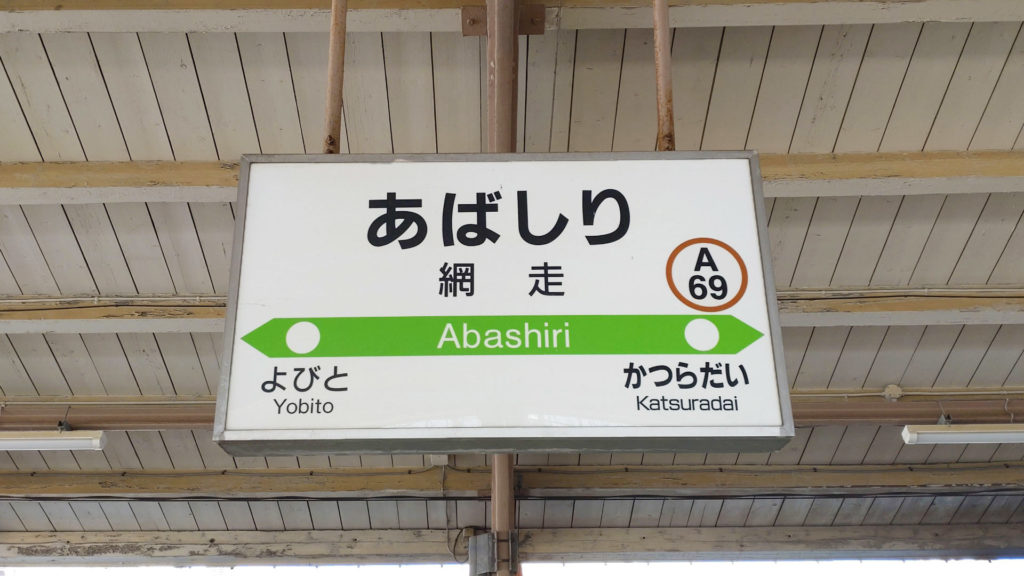 あばしり
網走
A
69
Abashiri
よびと
Yobito
かつらだい
Katsuradai